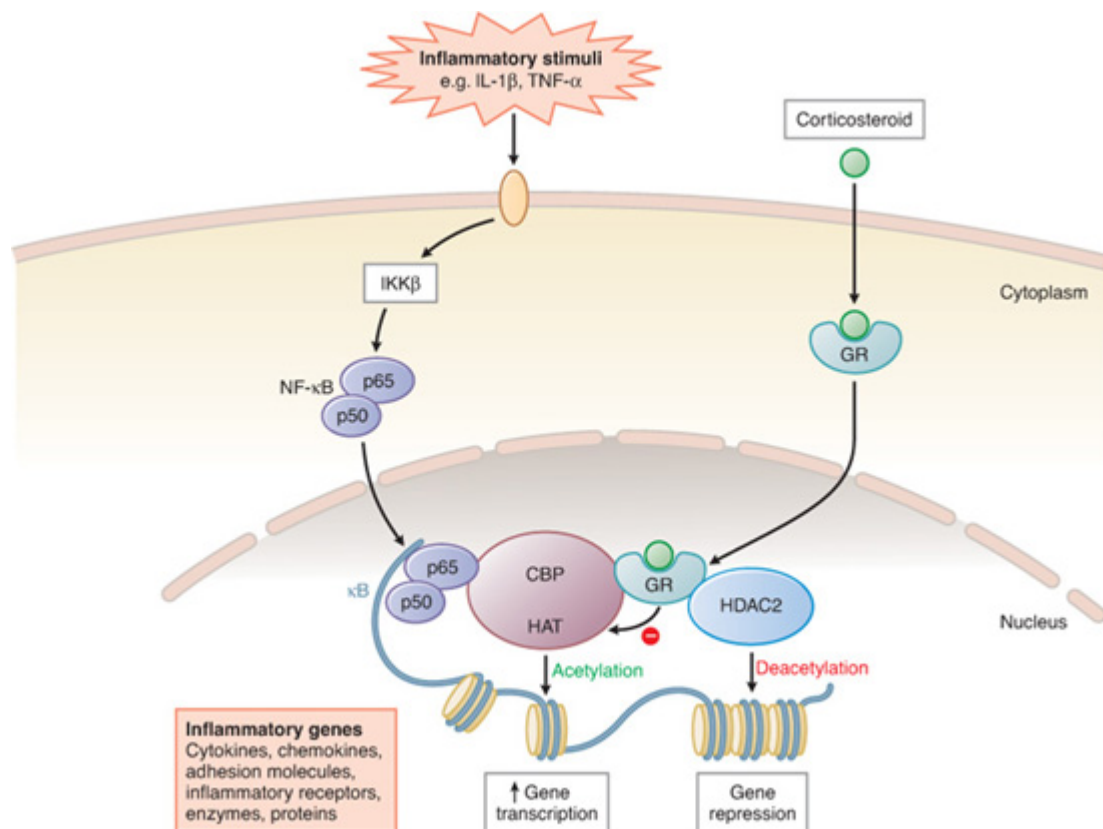 Inflammatory stimuli
e.g. IL-1β, TNF-α
Corticosteroid
IKKβ
Cytoplasm
GR
NF-κB
p65
p50
κB
p65
p50
CBP
HAT
GR
HDAC2
Nucleus
Acetylation
Deacetylation
Inflammatory genes
Cytokines, chemokines,
adhesion molecules,
inflammatory receptors,
enzymes, proteins
↑ Gene
transcription
Gene
repression